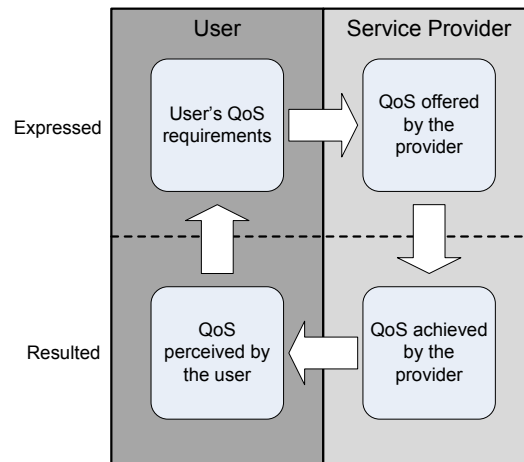 User
Service Provider
Expressed
User's QoS
requirements
QoS offered
by the
provider
Resulted
QoS
perceived by
the user
QoS achieved
by the
provider